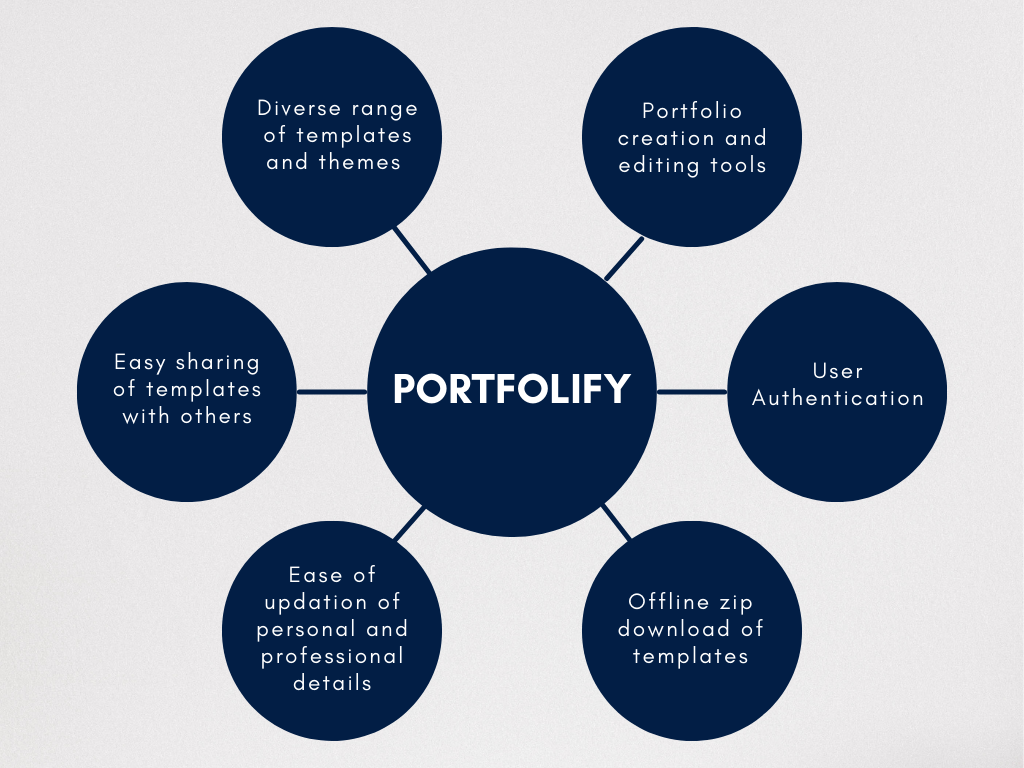 Diverse range
of templates
and themes
Portfolio
creation and
editing tools
Easy sharing
of templates
with others
PORTFOLIFY
User
Authentication
Ease of
updation of
personal and
professional
details
Offline zip
download of
templates